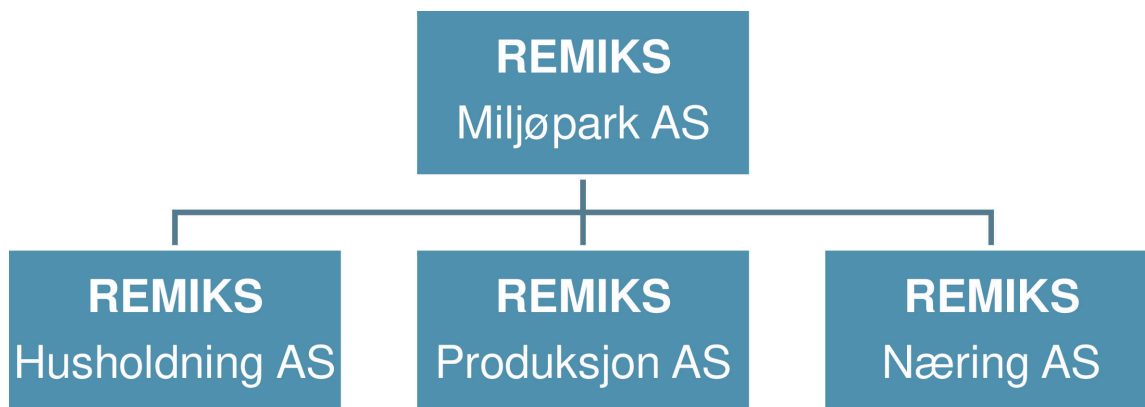 REMIKS
Miljøpark AS
REMIKS
Husholdning AS
REMIKS
Produksjon AS
REMIKS
Næring AS